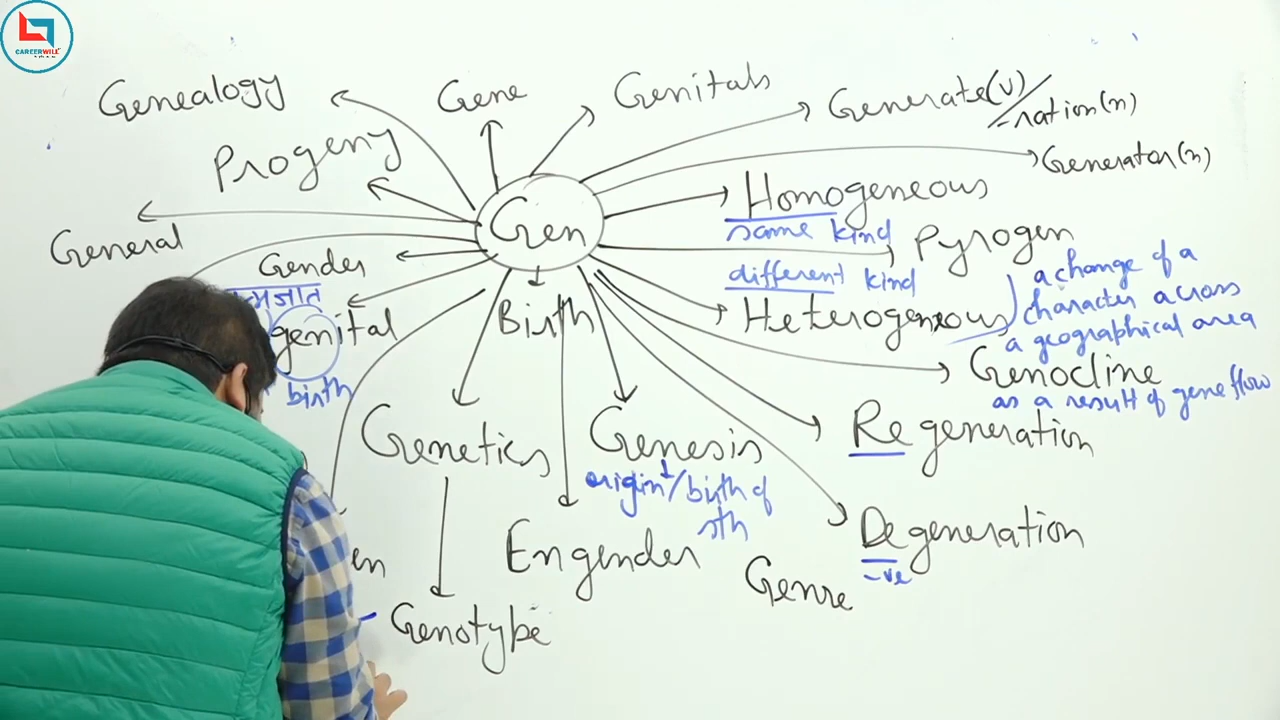 CAREERWILL
Genealogy
Gene
Genitals
Generate(v)/
-ration(n)
Progeny
Generator(n)
Homogeneous
same kind
General
Gen
Pyrogen
Gender
different kind
a change of a
character across
a geographical area
genital
Birth
Heterogeneous
birth
Genocline
as a result of gene flow
Genetics
Genesis
Regeneration
origin/birth of
sth
Engender
Degeneration
-ve
en
Genre
Genotype